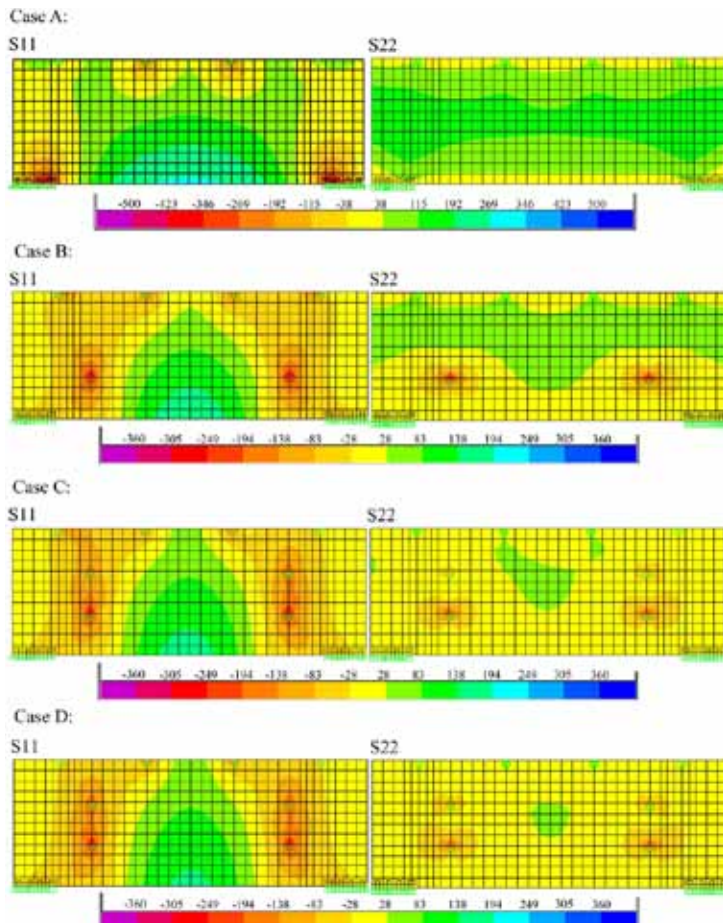 Case A:
S11 S22
-500 -423 -346 -269 -192 -115 -38 38 115 192 269 346 423 500
Case B:
S11 S22
-360 -305 -249 -194 -138 -83 -28 28 83 138 194 249 305 360
Case C:
S11 S22
-360 -305 -249 -194 -138 -83 -28 28 83 138 194 249 305 360
Case D:
S11 S22
-360 -305 -249 -194 -138 -83 -28 28 83 138 194 249 305 360